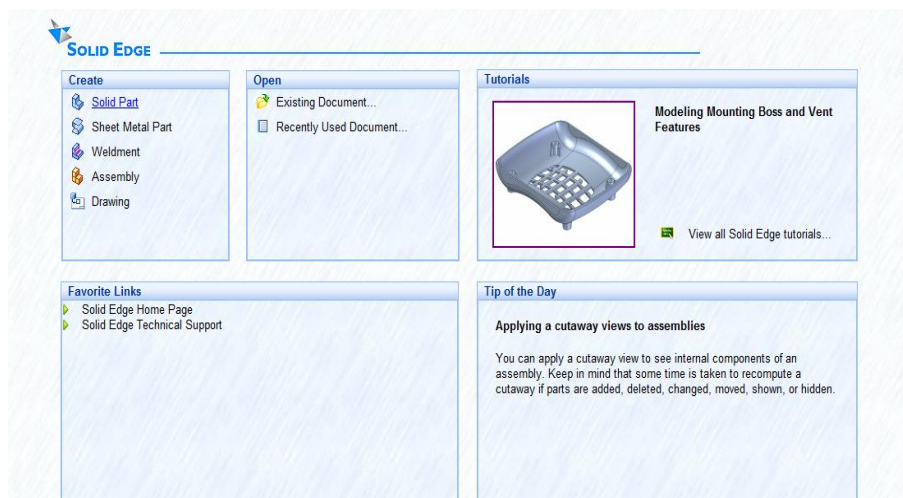 SOLID EDGE
Create
Solid Part
Sheet Metal Part
Weldment
Assembly
Drawing
Open
Existing Document...
Recently Used Document...
Tutorials
Modeling Mounting Boss and Vent
Features
View all Solid Edge tutorials...
Favorite Links
Solid Edge Home Page
Solid Edge Technical Support
Tip of the Day
Applying a cutaway views to assemblies
You can apply a cutaway view to see internal components of an
assembly. Keep in mind that some time is taken to recompute a
cutaway if parts are added, deleted, changed, moved, shown, or hidden.